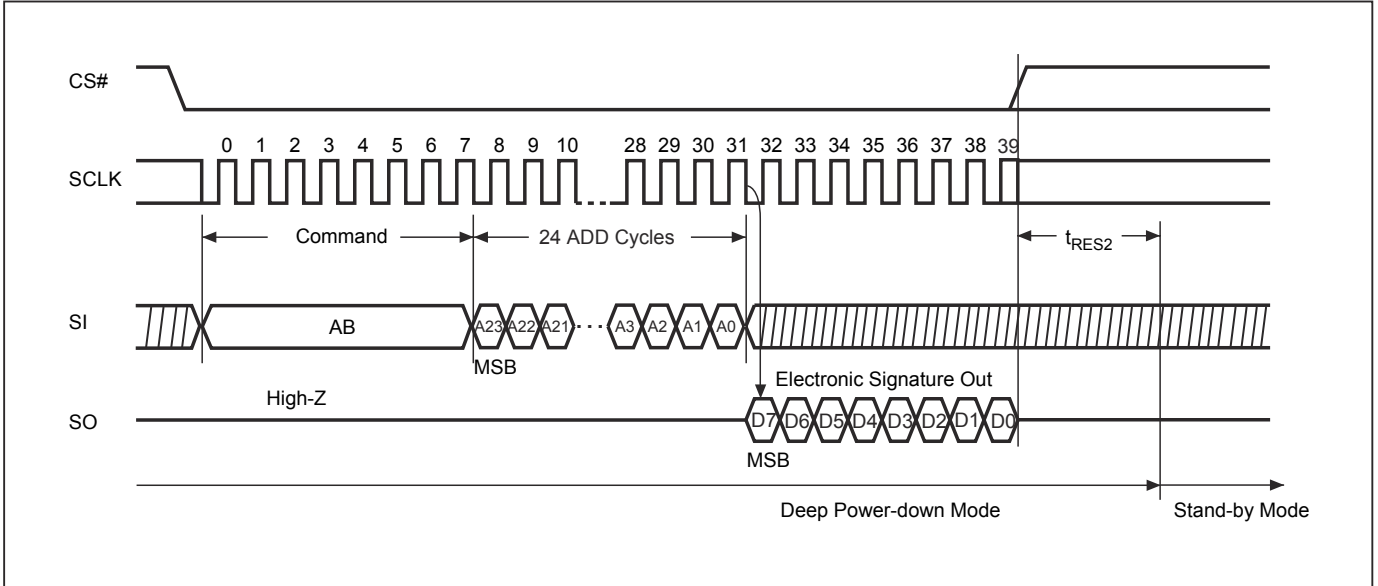 CS#
0 1 2 3 4 5 6 7 8 9 10 28 29 30 31 32 33 34 35 36 37 38 39
SCLK
Command
24 ADD Cycles
tRES2
SI
AB
A23 A22 A21 A3 A2 A1 A0
MSB
Electronic Signature Out
High-Z
SO
D7 D6 D5 D4 D3 D2 D1 D0
MSB
Deep Power-down Mode
Stand-by Mode